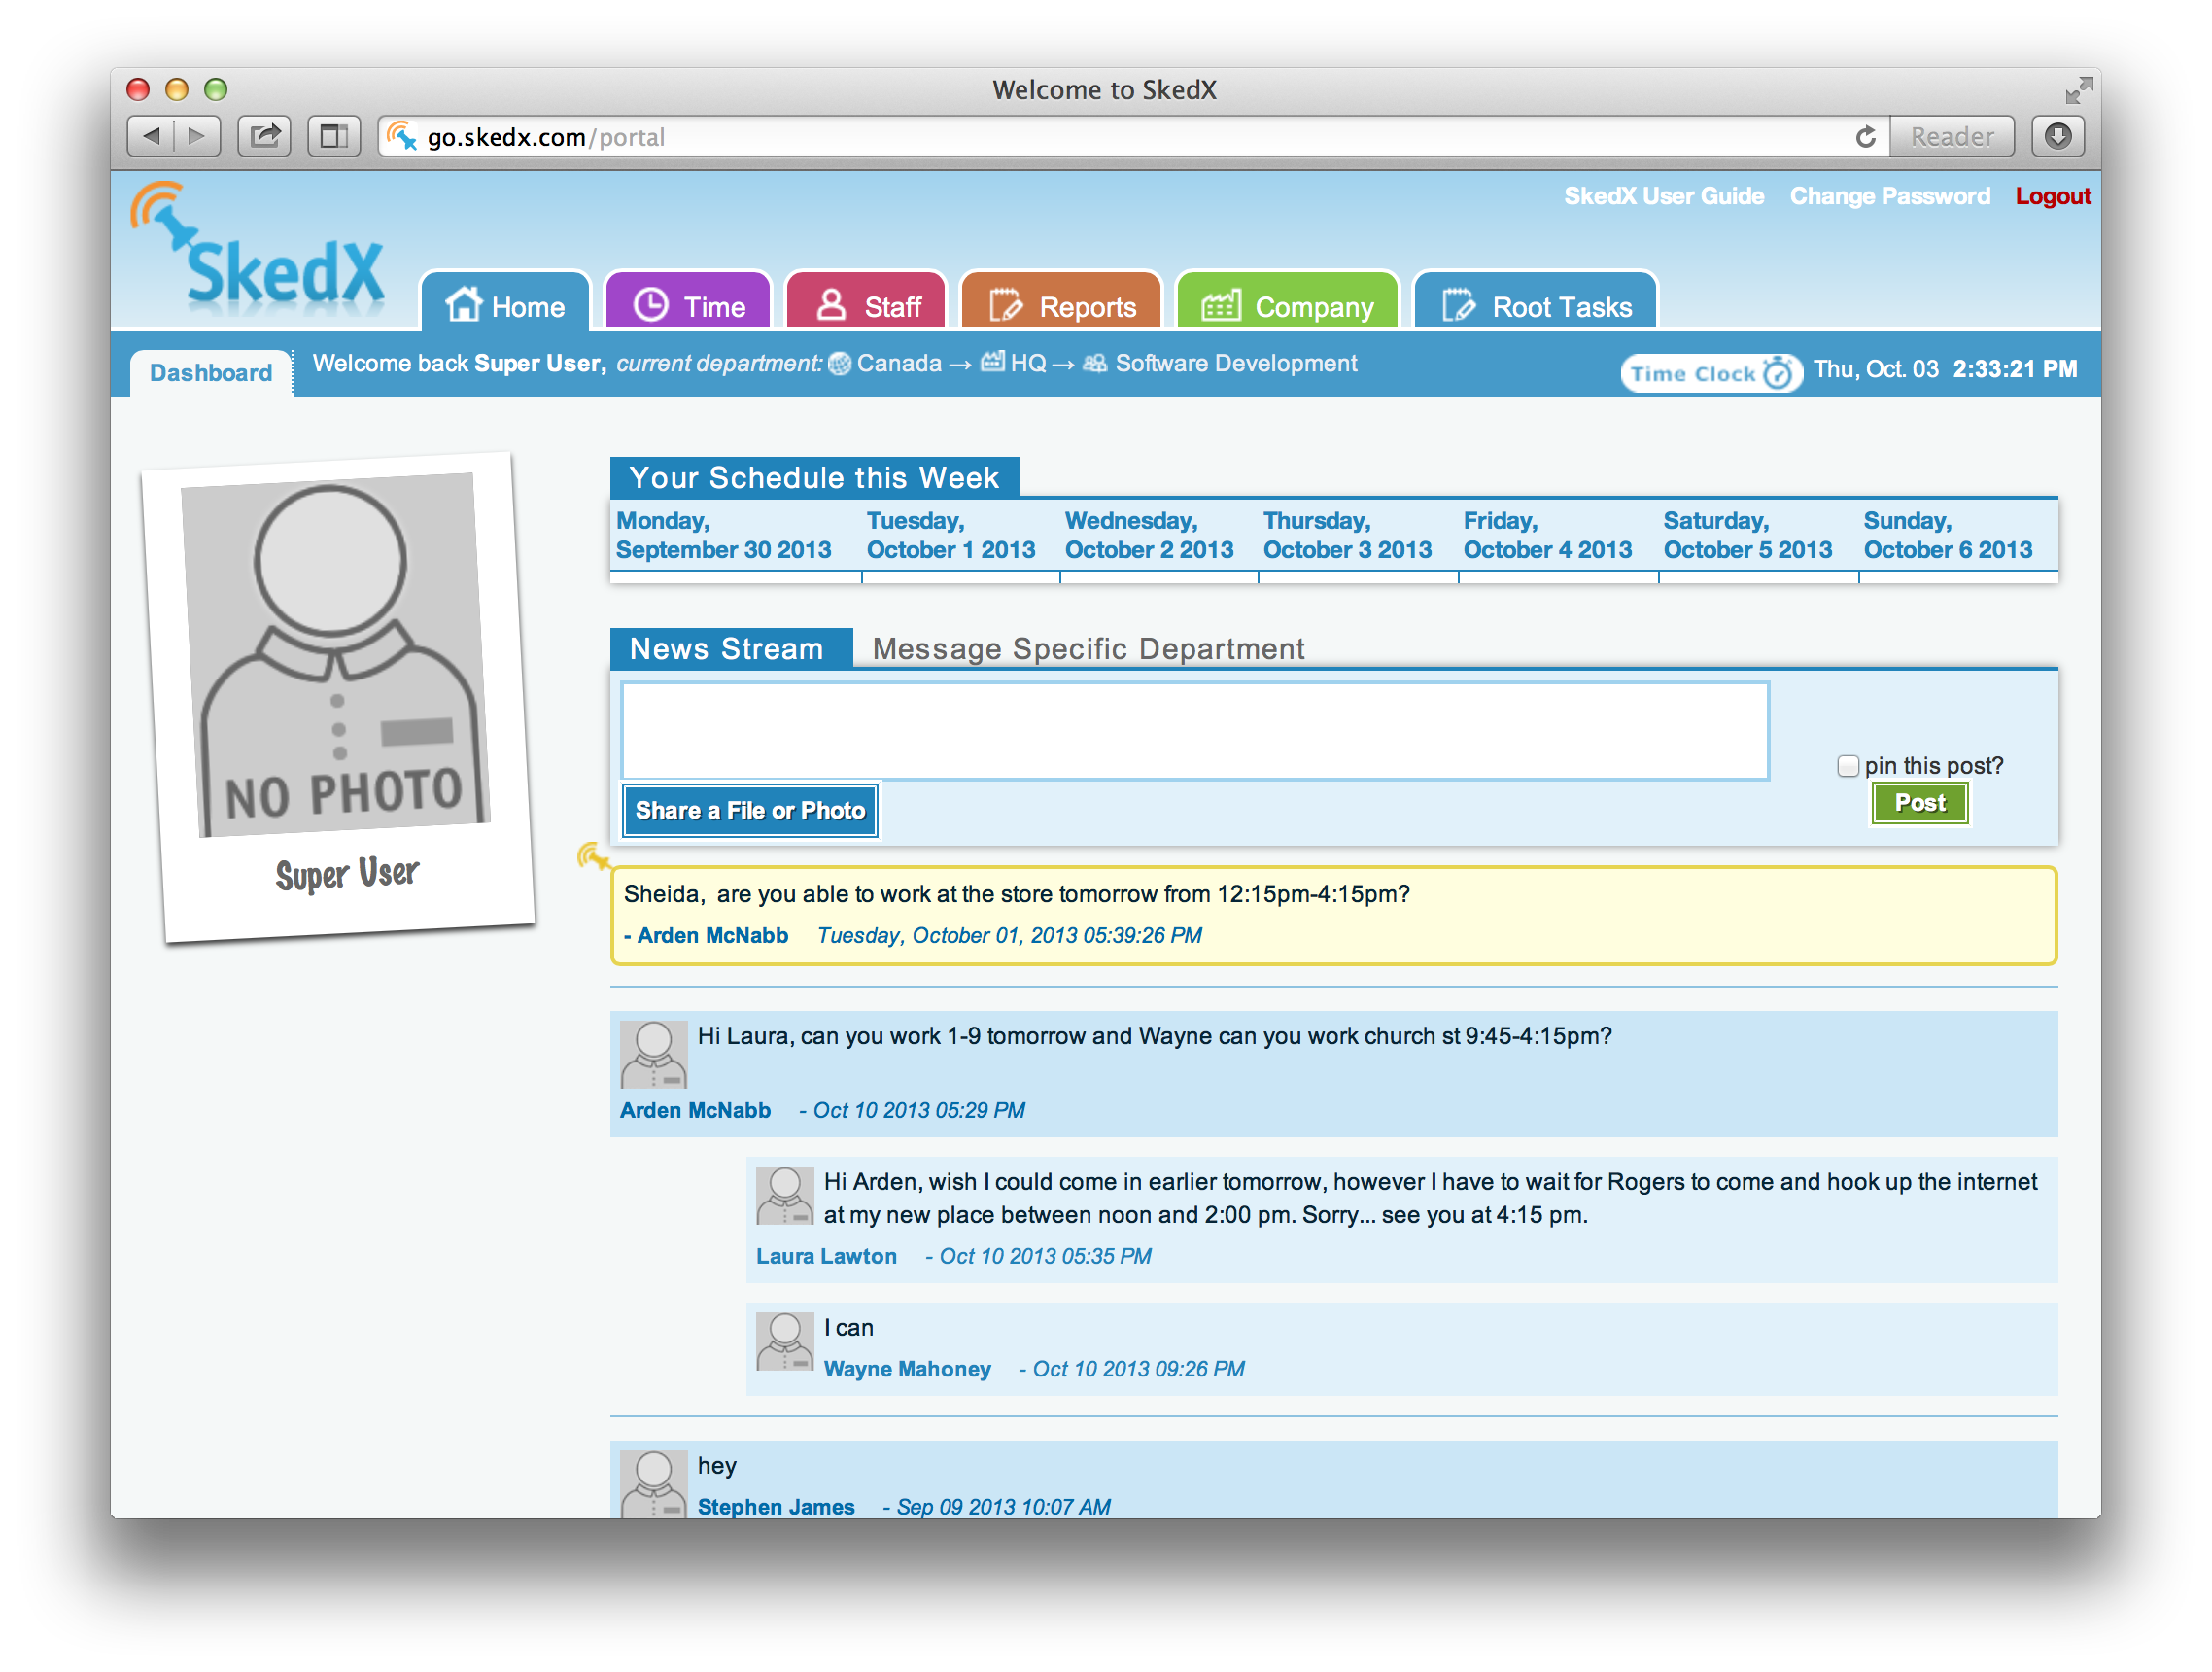 Welcome to SkedX
go.skedx.com/portal
Reader
SkedX User Guide Change Password Logout
SkedX
Home Time Staff Reports Company Root Tasks
Dashboard Welcome back Super User, current department: Canada → HQ → Software Development Time Clock Thu, Oct. 03 2:33:21 PM
NO PHOTO
Super User
Your Schedule this Week
Monday, Tuesday, Wednesday, Thursday, Friday, Saturday, Sunday,
September 30 2013 October 1 2013 October 2 2013 October 3 2013 October 4 2013 October 5 2013 October 6 2013
News Stream Message Specific Department
pin this post?
Share a File or Photo Post
Sheida, are you able to work at the store tomorrow from 12:15pm-4:15pm?
- Arden McNabb Tuesday, October 01, 2013 05:39:26 PM
Hi Laura, can you work 1-9 tomorrow and Wayne can you work church st 9:45-4:15pm?
Arden McNabb - Oct 10 2013 05:29 PM
Hi Arden, wish I could come in earlier tomorrow, however I have to wait for Rogers to come and hook up the internet
at my new place between noon and 2:00 pm. Sorry... see you at 4:15 pm.
Laura Lawton - Oct 10 2013 05:35 PM
I can
Wayne Mahoney - Oct 10 2013 09:26 PM
hey
Stephen James - Sep 09 2013 10:07 AM